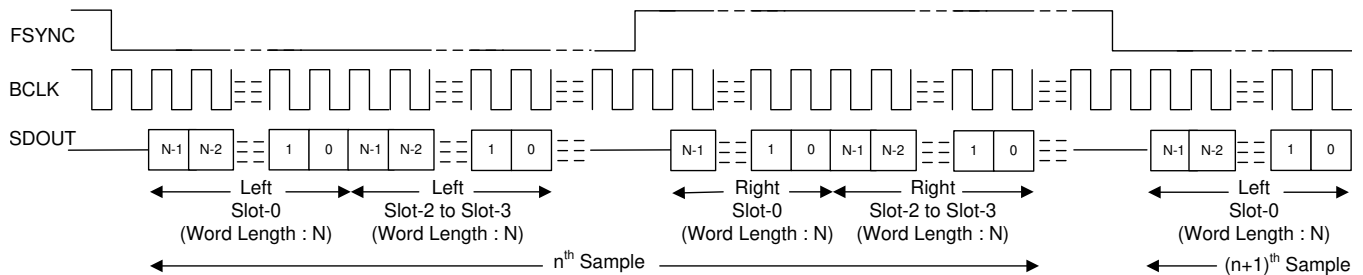 FSYNC
BCLK
SDOUT
N-1 N-2 1 0 N-1 N-2 1 0 N-1 1 0 N-1 N-2 1 0 N-1 N-2 1 0
Left Left Right Right Left
Slot-0 Slot-2 to Slot-3 Slot-0 Slot-2 to Slot-3 Slot-0
(Word Length : N) (Word Length : N) (Word Length : N) (Word Length : N) (Word Length : N)
nth Sample (n+1)th Sample